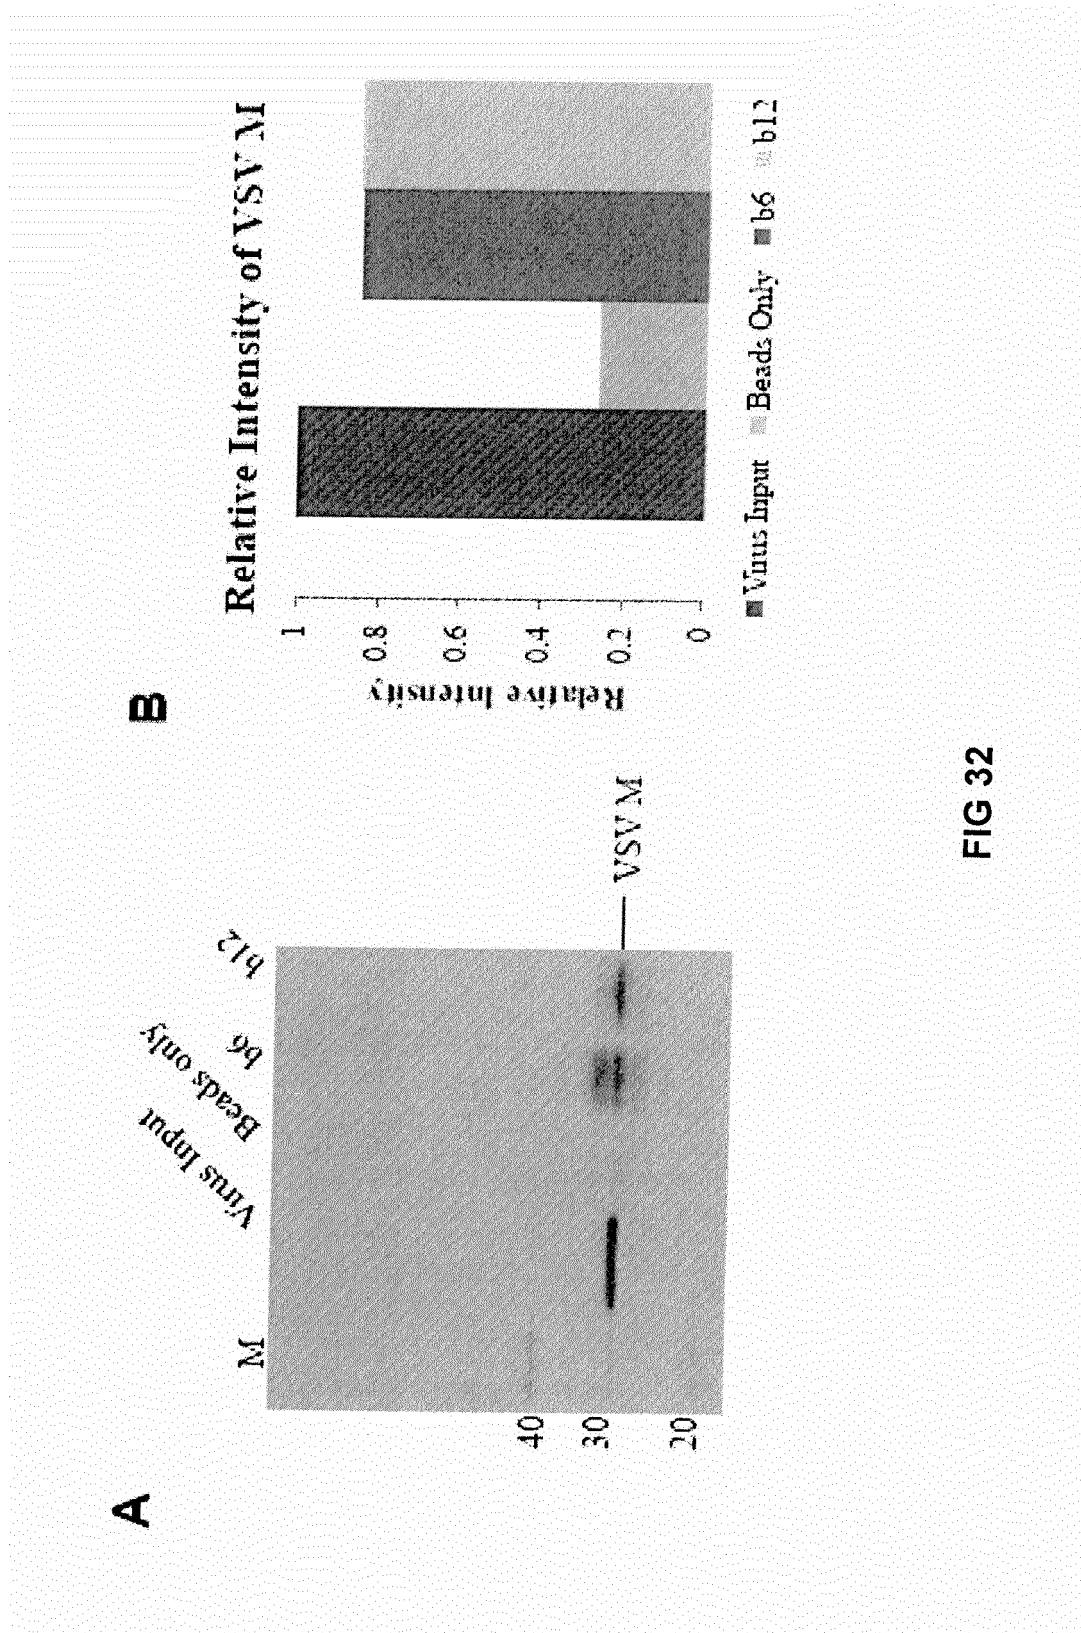 A
M
Virus Input
Beads only
b6
b12
40
30
20
VSV M
B
Relative Intensity of VSV M
Relative Intensity
1
0.8
0.6
0.4
0.2
0
Virus Input Beads Only b6 b12
FIG 32